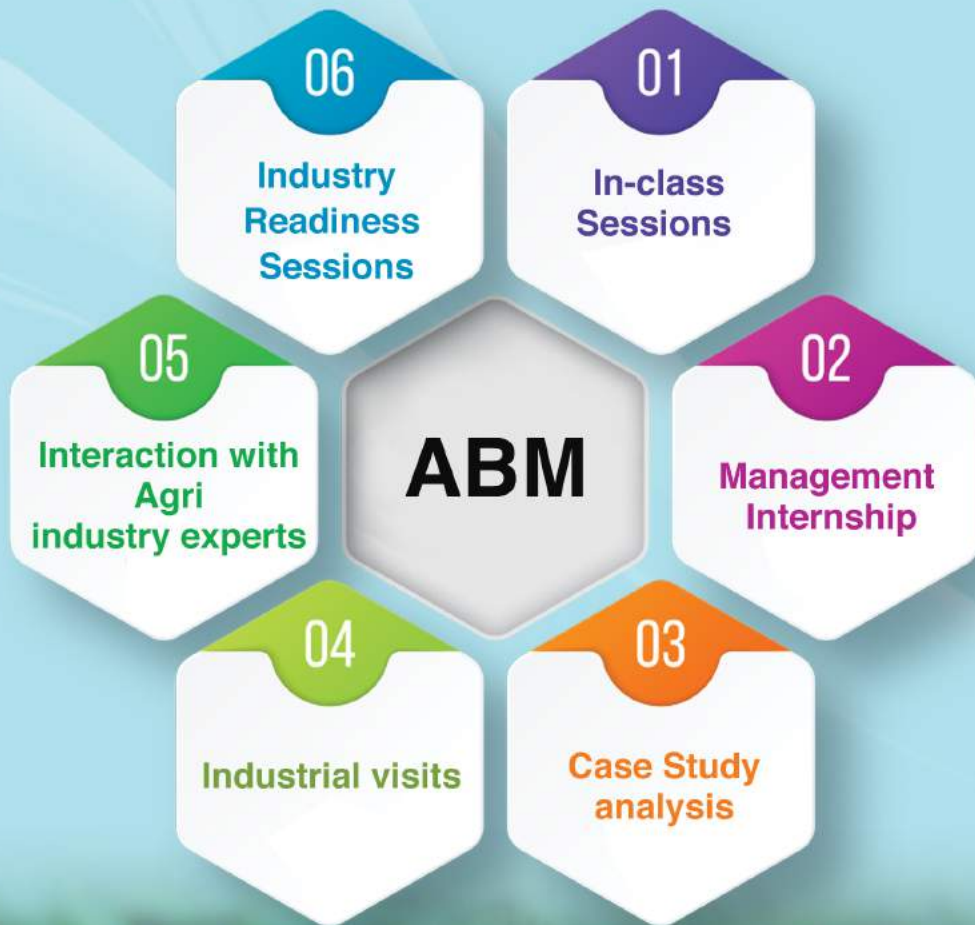 06
Industry
Readiness
Sessions
01
In-class
Sessions
05
Interaction with
Agri
industry experts
ABM
02
Management
Internship
04
Industrial visits
03
Case Study
analysis